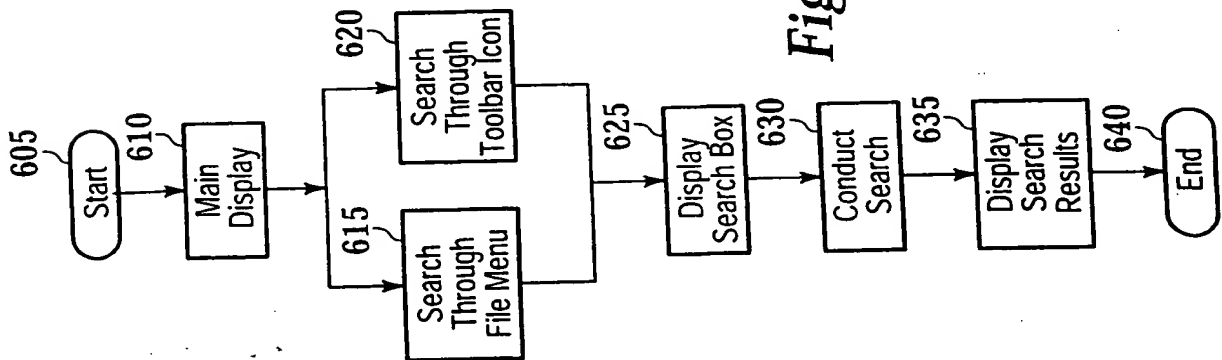 605
Start
610
Main
Display
615
Search
Through
File Menu
620
Search
Through
Toolbar Icon
625
Display
Search Box
630
Conduct
Search
635
Display
Search
Results
640
End
Fig